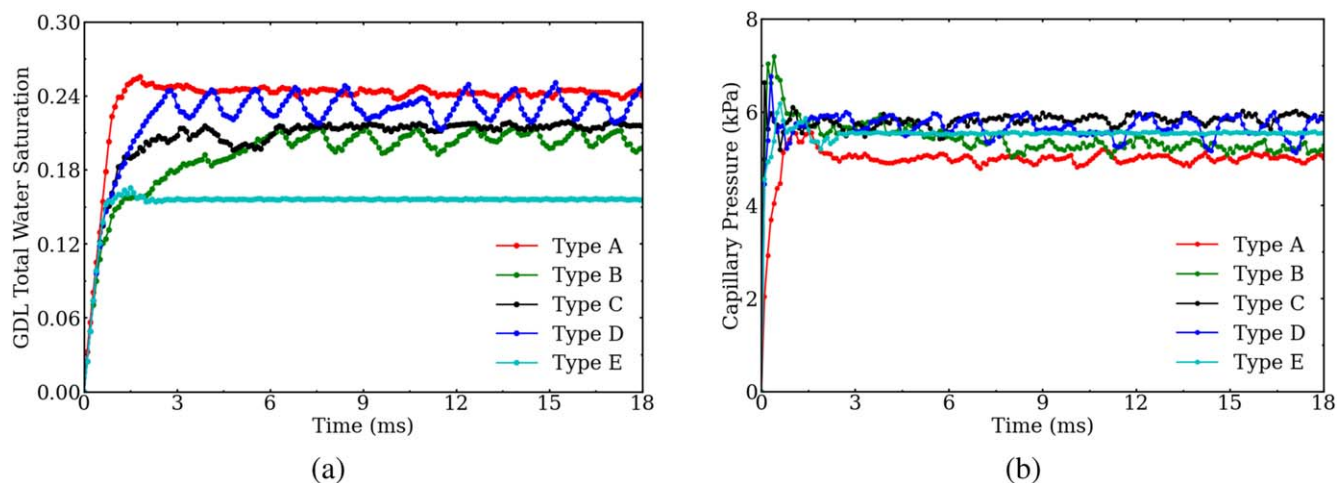 0.30
0.24
0.18
0.12
0.06
0.00
GDL Total Water Saturation
Type A
Type B
Type C
Type D
Type E
0 3 6 9 12 15 18
Time (ms)
(a)
8
6
4
2
0
Capillary Pressure (kPa)
Type A
Type B
Type C
Type D
Type E
0 3 6 9 12 15 18
Time (ms)
(b)